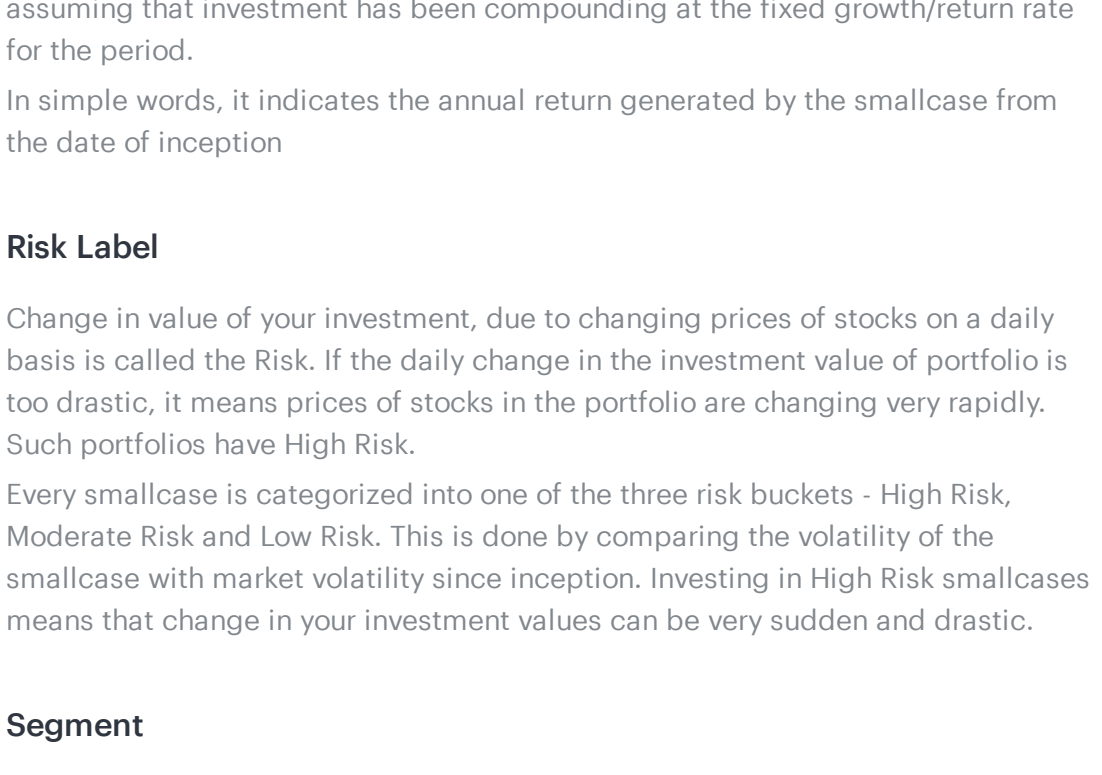 assuming that investment has been compounding at the fixed growth/return rate
for the period.
In simple words, it indicates the annual return generated by the smallcase from
the date of inception
Risk Label
Change in value of your investment, due to changing prices of stocks on a daily
basis is called the Risk. If the daily change in the investment value of portfolio is
too drastic, it means prices of stocks in the portfolio are changing very rapidly.
Such portfolios have High Risk.
Every smallcase is categorized into one of the three risk buckets - High Risk,
Moderate Risk and Low Risk. This is done by comparing the volatility of the
smallcase with market volatility since inception. Investing in High Risk smallcases
means that change in your investment values can be very sudden and drastic.
Segment